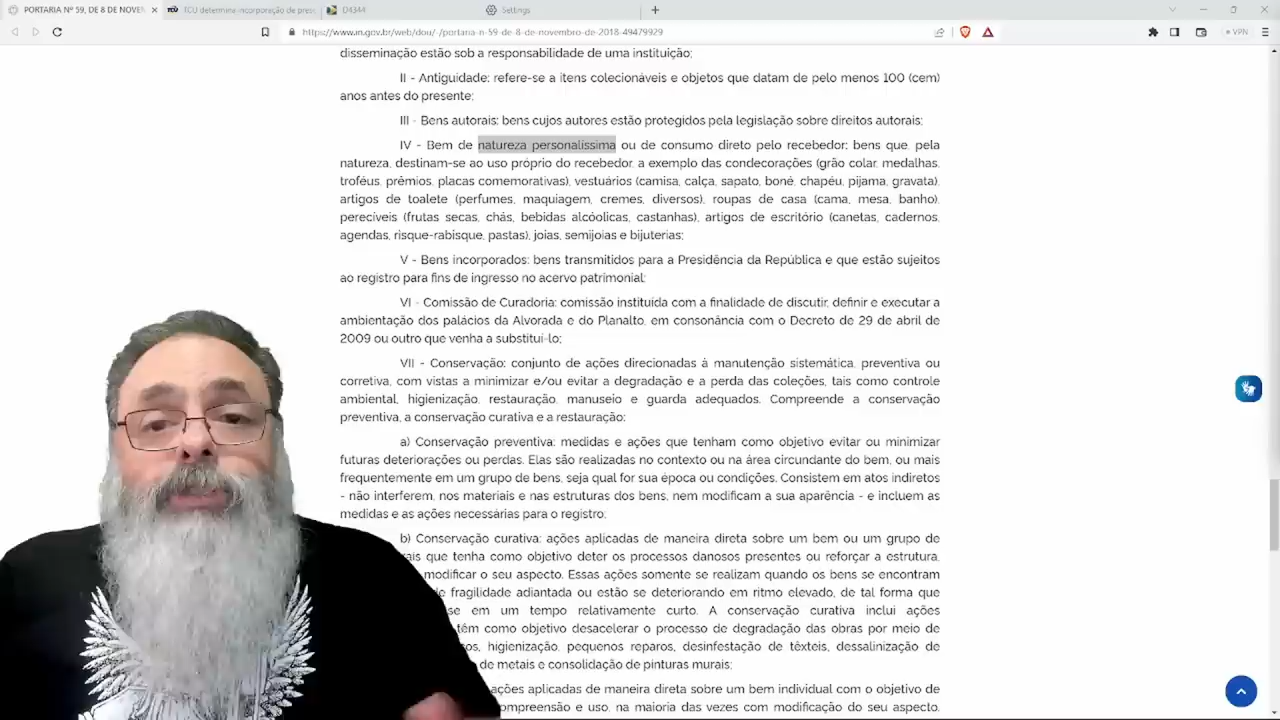 PORTARIA Nº 59, DE 8 DE NOVEM
TCU determina incorporação de prese
D4344
Settings
https://www.in.gov.br/web/dou/-/portaria-n-59-de-8-de-novembro-de-2018-49479929
VPN
disseminação estão sob a responsabilidade de uma instituição;
II - Antiguidade: refere-se a itens colecionáveis e objetos que datam de pelo menos 100 (cem)
anos antes do presente;
III - Bens autorais: bens cujos autores estão protegidos pela legislação sobre direitos autorais;
IV - Bem de natureza personalíssima ou de consumo direto pelo recebedor: bens que, pela
natureza, destinam-se ao uso próprio do recebedor, a exemplo das condecorações (grão colar, medalhas,
troféus, prêmios, placas comemorativas), vestuários (camisa, calça, sapato, boné, chapéu, pijama, gravata),
artigos de toalete (perfumes, maquiagem, cremes, diversos), roupas de casa (cama, mesa, banho),
perecíveis (frutas secas, chás, bebidas alcóolicas, castanhas), artigos de escritório (canetas, cadernos,
agendas, risque-rabisque, pastas), joias, semijoias e bijuterias;
V - Bens incorporados: bens transmitidos para a Presidência da República e que estão sujeitos
ao registro para fins de ingresso no acervo patrimonial;
VI - Comissão de Curadoria: comissão instituída com a finalidade de discutir, definir e executar a
ambientação dos palácios da Alvorada e do Planalto, em consonância com o Decreto de 29 de abril de
2009 ou outro que venha a substituí-lo;
VII - Conservação: conjunto de ações direcionadas à manutenção sistemática, preventiva ou
corretiva, com vistas a minimizar e/ou evitar a degradação e a perda das coleções, tais como controle
ambiental, higienização, restauração, manuseio e guarda adequados. Compreende a conservação
preventiva, a conservação curativa e a restauração:
a) Conservação preventiva: medidas e ações que tenham como objetivo evitar ou minimizar
futuras deteriorações ou perdas. Elas são realizadas no contexto ou na área circundante do bem, ou mais
frequentemente em um grupo de bens, seja qual for sua época ou condições. Consistem em atos indiretos
- não interferem, nos materiais e nas estruturas dos bens, nem modificam a sua aparência - e incluem as
medidas e as ações necessárias para o registro;
b) Conservação curativa: ações aplicadas de maneira direta sobre um bem ou um grupo de
que tenha como objetivo deter os processos danosos presentes ou reforçar a estrutura,
modificar o seu aspecto. Essas ações somente se realizam quando os bens se encontram
de fragilidade adiantada ou estão se deteriorando em ritmo elevado, de tal forma que
se em um tempo relativamente curto. A conservação curativa inclui ações
têm como objetivo desacelerar o processo de degradação das obras por meio de
higienização, pequenos reparos, desinfestação de têxteis, dessalinização de
de metais e consolidação de pinturas murais;
ações aplicadas de maneira direta sobre um bem individual com o objetivo de
e uso, na maioria das vezes com modificação do seu aspecto.